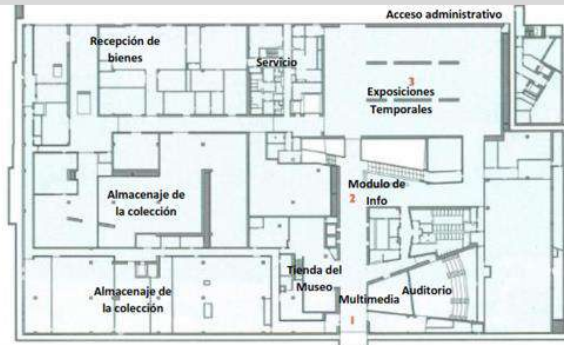 Acceso administrativo
Recepción de
bienes
Servicio
3
Exposiciones
Temporales
Almacenaje de
la colección
Modulo de
2
Info
Tienda del
Museo
Multimedia
Auditorio
Almacenaje de
la colección
1